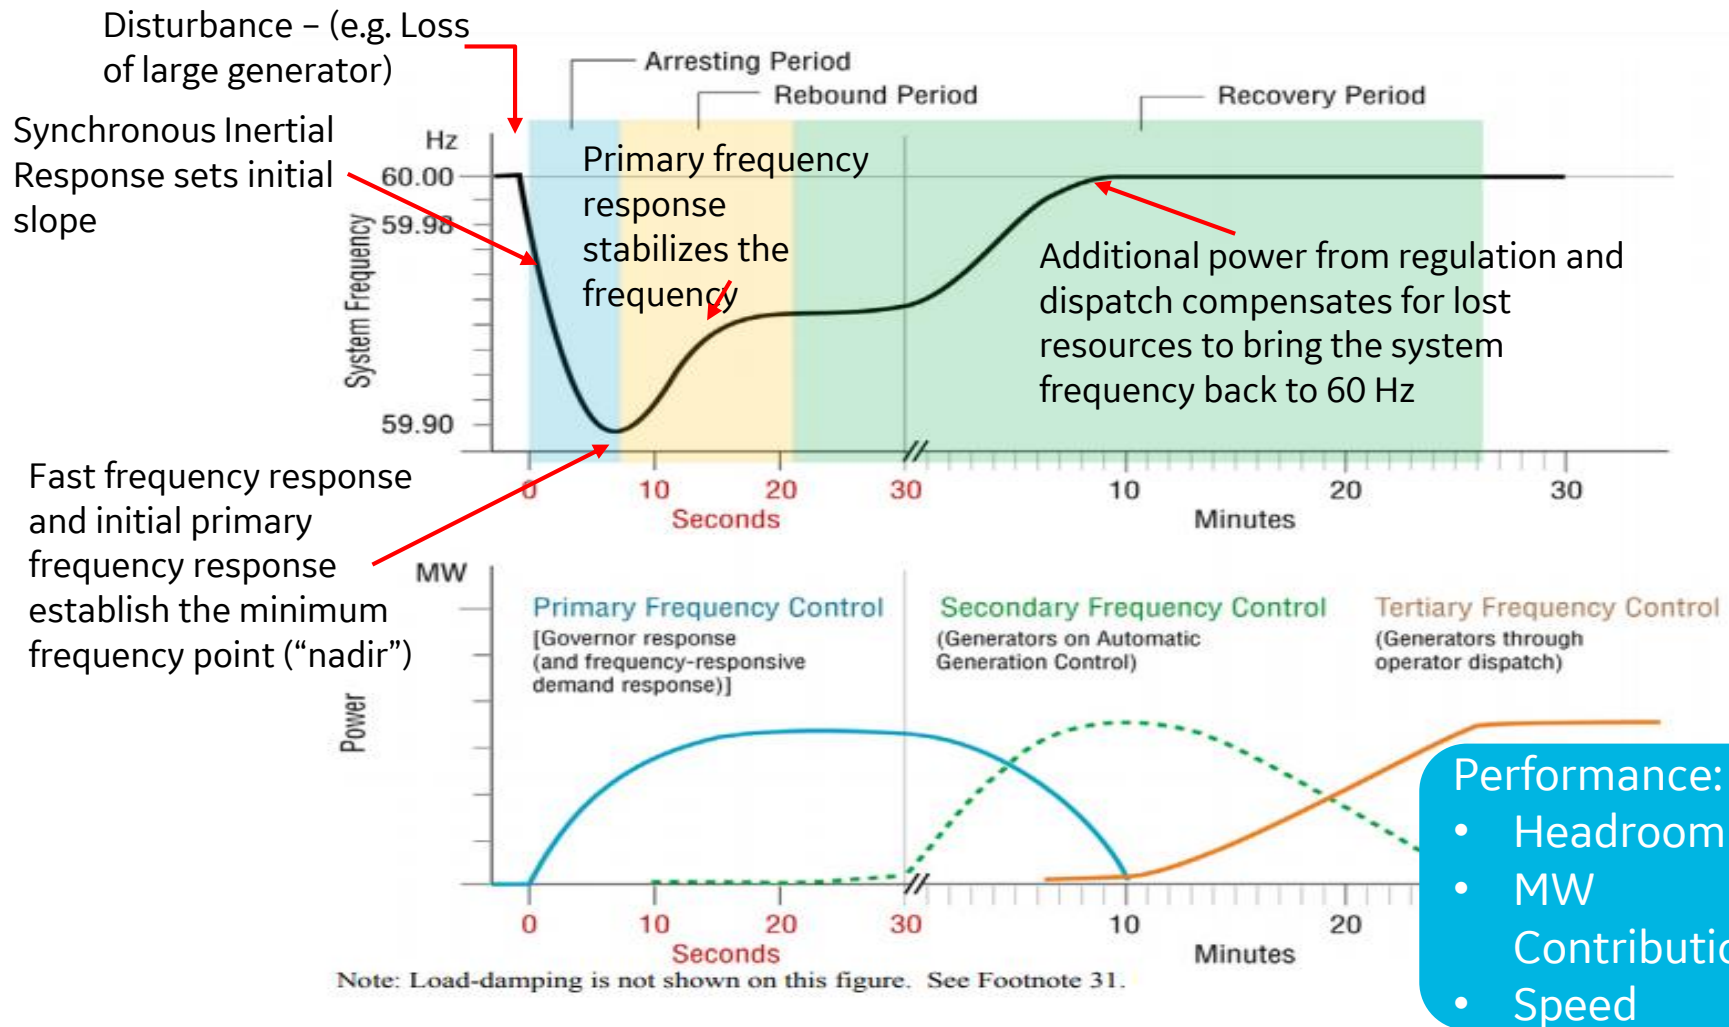 Disturbance – (e.g. Loss
of large generator)
Arresting Period
Rebound Period
Recovery Period
Synchronous Inertial
Response sets initial
slope
Hz
60.00
59.98
59.90
System Frequency
Primary frequency
response
stabilizes the
frequency
Additional power from regulation and
dispatch compensates for lost
resources to bring the system
frequency back to 60 Hz
Fast frequency response
and initial primary
frequency response
establish the minimum
frequency point (“nadir”)
0 10 20 30 10 20 30
Seconds Minutes
MW
Power
Primary Frequency Control
[Governor response
(and frequency-responsive
demand response)]
Secondary Frequency Control
(Generators on Automatic
Generation Control)
Tertiary Frequency Control
(Generators through
operator dispatch)
0 10 20 30 10 20
Seconds Minutes
Performance:
• Headroom
• MW
Contributio
• Speed
Note: Load-damping is not shown on this figure. See Footnote 31.